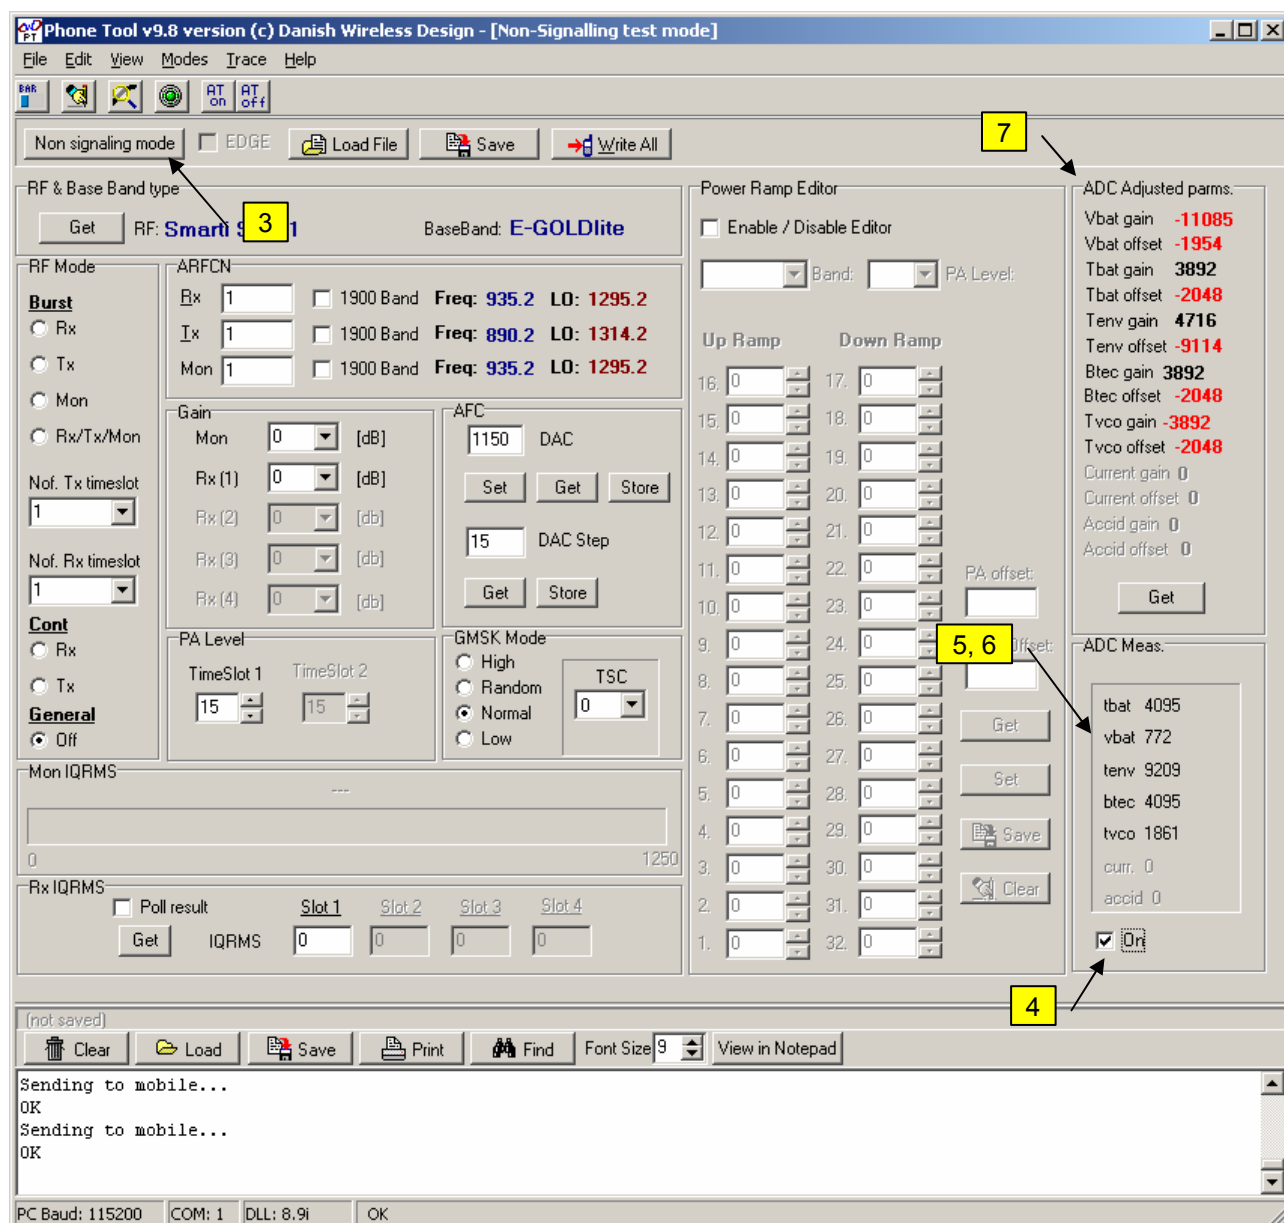 Phone Tool v9.8 version (c) Danish Wireless Design - [Non-Signalling test mode]
File Edit View Modes Trace Help
BAR AT on AT off
Non signaling mode EDGE Load File Save Write All
7
3
RF & Base Band type
Get RF: Smarti BaseBand: E-GOLDlite
RF Mode
Burst
Rx
Tx
Mon
Rx/Tx/Mon
Nof. Tx timeslot
1
Nof. Rx timeslot
1
Cont
Rx
Tx
General
Off
ARFCN
Rx 1 1900 Band Freq: 935.2 LO: 1295.2
Tx 1 1900 Band Freq: 890.2 LO: 1314.2
Mon 1 1900 Band Freq: 935.2 LO: 1295.2
Gain
Mon 0 [dB]
Rx (1) 0 [dB]
Rx (2) 0 [db]
Rx (3) 0 [db]
Rx (4) 0 [db]
AFC
1150 DAC
Set Get Store
15 DAC Step
Get Store
PA Level
TimeSlot 1 TimeSlot 2
15 15
GMSK Mode
High
Random
Normal
Low
TSC
0
Mon IQRMS
---
0 1250
Rx IQRMS
Poll result Slot 1 Slot 2 Slot 3 Slot 4
Get IQRMS 0 0 0 0
Power Ramp Editor
Enable / Disable Editor
Band: PA Level:
Up Ramp Down Ramp
16. 0 17. 0
15. 0 18. 0
14. 0 19. 0
13. 0 20. 0
12. 0 21. 0
11. 0 22. 0
10. 0 23. 0
9. 0 24. 0
8. 0 25. 0
7. 0 26. 0
6. 0 27. 0
5. 0 28. 0
4. 0 29. 0
3. 0 30. 0
2. 0 31. 0
1. 0 32. 0
PA offset:
5, 6
Offset:
Get
Set
Save
Clear
ADC Adjusted parms.
Vbat gain -11085
Vbat offset -1954
Tbat gain 3892
Tbat offset -2048
Tenv gain 4716
Tenv offset -9114
Btec gain 3892
Btec offset -2048
Tvco gain -3892
Tvco offset -2048
Current gain 0
Current offset 0
Accid gain 0
Accid offset 0
Get
ADC Meas.
tbat 4095
vbat 772
tenv 9209
btec 4095
tvco 1861
curr. 0
accid 0
On
4
(not saved)
Clear Load Save Print Find Font Size 9 View in Notepad
Sending to mobile...
OK
Sending to mobile...
OK
PC Baud: 115200 COM: 1 DLL: 8.9i OK